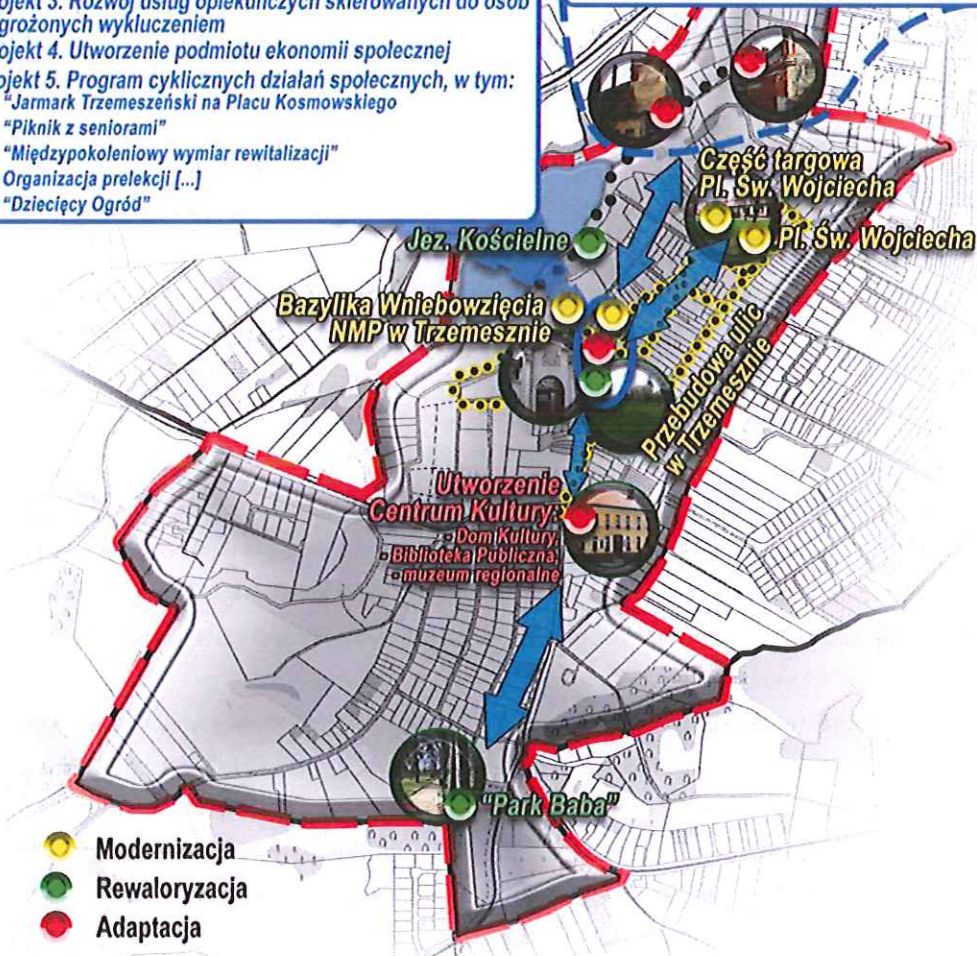 ojekt 3. Rozwój usług opiekuńczych skierowanych do osób
grożonych wykluczeniem
ojekt 4. Utworzenie podmiotu ekonomii społecznej
ojekt 5. Program cyklicznych działań społecznych, w tym:
"Jarmark Trzemeszeński na Placu Kosmowskiego
"Piknik z seniorami"
"Międzypokoleniowy wymiar rewitalizacji"
Organizacja prelekcji [...]
"Dziecięcy Ogród"
Część targowa
Pl. Św. Wojciecha
Pl. Św. Wojciecha
Jez. Kościelne
Bazylika Wniebowzięcia
NMP w Trzemesznie
Przebudowa ulic
w Trzemesznie
Utworzenie
Centrum Kultury:
- Dom Kultury,
- Biblioteka Publiczna,
- muzeum regionalne
"Park Baba"
Modernizacja
Rewaloryzacja
Adaptacja